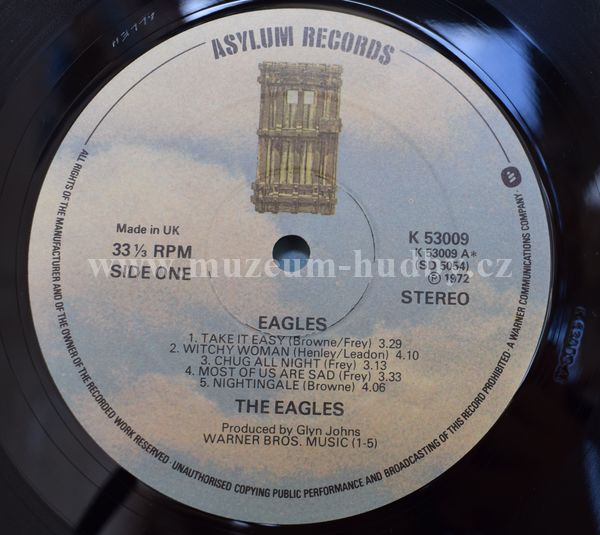 ASYLUM RECORDS
Made in UK
33⅓ RPM
SIDE ONE
K 53009
K 53009 A*
(SD 5054)
Ⓟ 1972
STEREO
www.muzeum-hudby.cz
EAGLES
1. TAKE IT EASY (Browne/Frey) 3.29
2. WITCHY WOMAN (Henley/Leadon) 4.10
3. CHUG ALL NIGHT (Frey) 3.13
4. MOST OF US ARE SAD (Frey) 3.33
5. NIGHTINGALE (Browne) 4.06
THE EAGLES
Produced by Glyn Johns
WARNER BROS. MUSIC (1-5)
ALL RIGHTS OF THE MANUFACTURER AND OF THE OWNER OF THE RECORDED WORK RESERVED · UNAUTHORISED COPYING PUBLIC PERFORMANCE AND BROADCASTING OF THIS RECORD PROHIBITED · A WARNER COMMUNICATIONS COMPANY ·